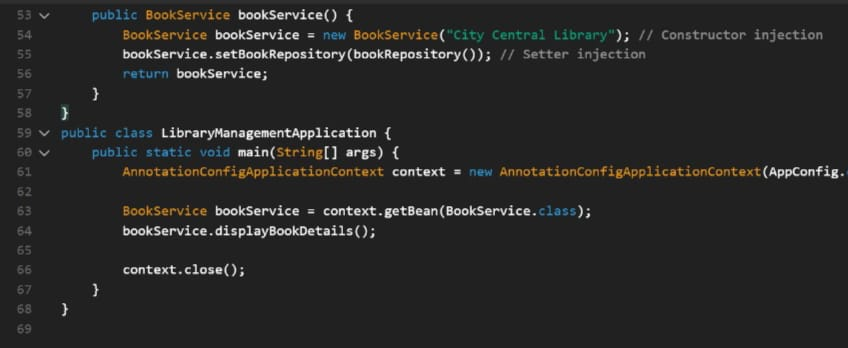 53 public BookService bookService() {
54 BookService bookService = new BookService("City Central Library"); // Constructor injection
55 bookService.setBookRepository(bookRepository()); // Setter injection
56 return bookService;
57 }
58 }
59 public class LibraryManagementApplication {
60 public static void main(String[] args) {
61 AnnotationConfigApplicationContext context = new AnnotationConfigApplicationContext(AppConfig.
62
63 BookService bookService = context.getBean(BookService.class);
64 bookService.displayBookDetails();
65
66 context.close();
67 }
68 }
69